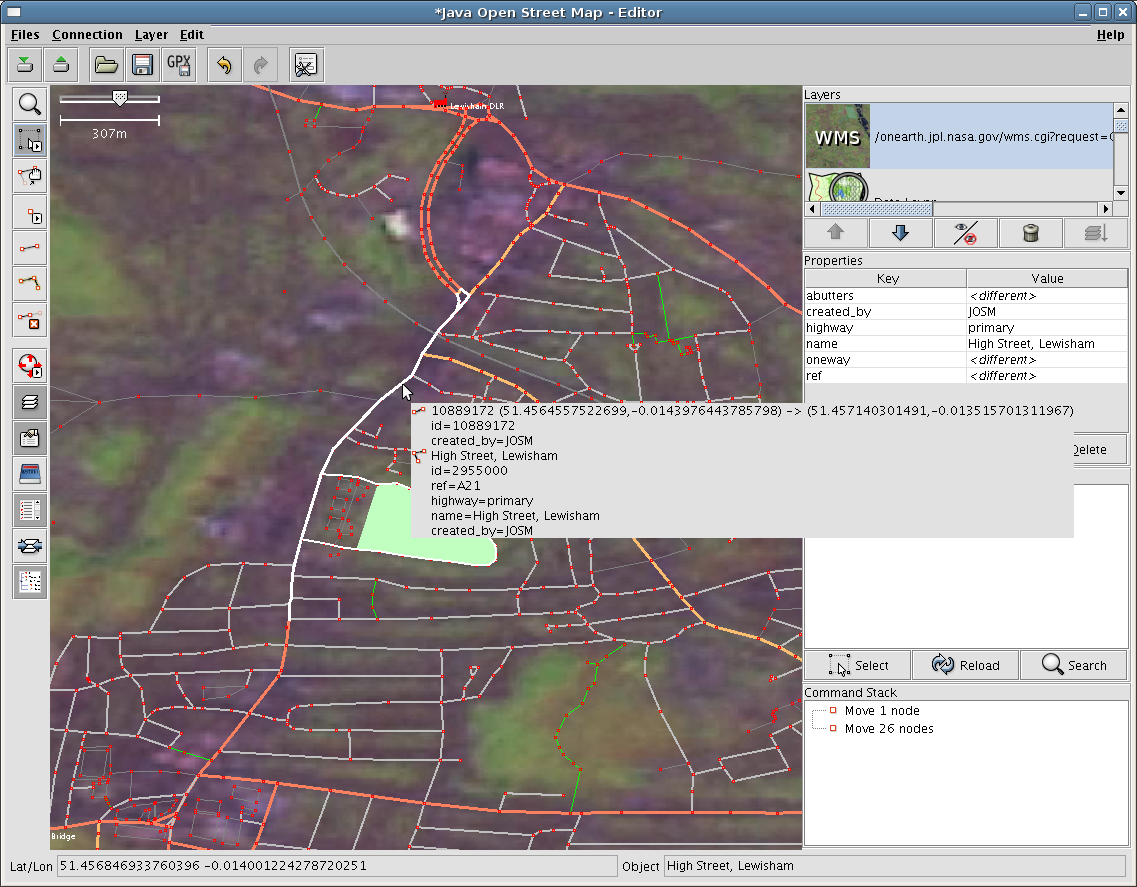 *Java Open Street Map - Editor
Files Connection Layer Edit Help
GPX
307m
Lewisham DLR
Bridge
Layers
WMS /onearth.jpl.nasa.gov/wms.cgi?request=
Properties
Key Value
abutters <different>
created_by JOSM
highway primary
name High Street, Lewisham
oneway <different>
ref <different>
10889172 (51.4564557522699,-0.0143976443785798) -> (51.457140301491,-0.013515701311967)
id=10889172
created_by=JOSM
High Street, Lewisham
id=2955000
ref=A21
highway=primary
name=High Street, Lewisham
created_by=JOSM
Delete
Select Reload Search
Command Stack
Move 1 node
Move 26 nodes
Lat/Lon 51.456846933760396 -0.014001224278720251 Object High Street, Lewisham